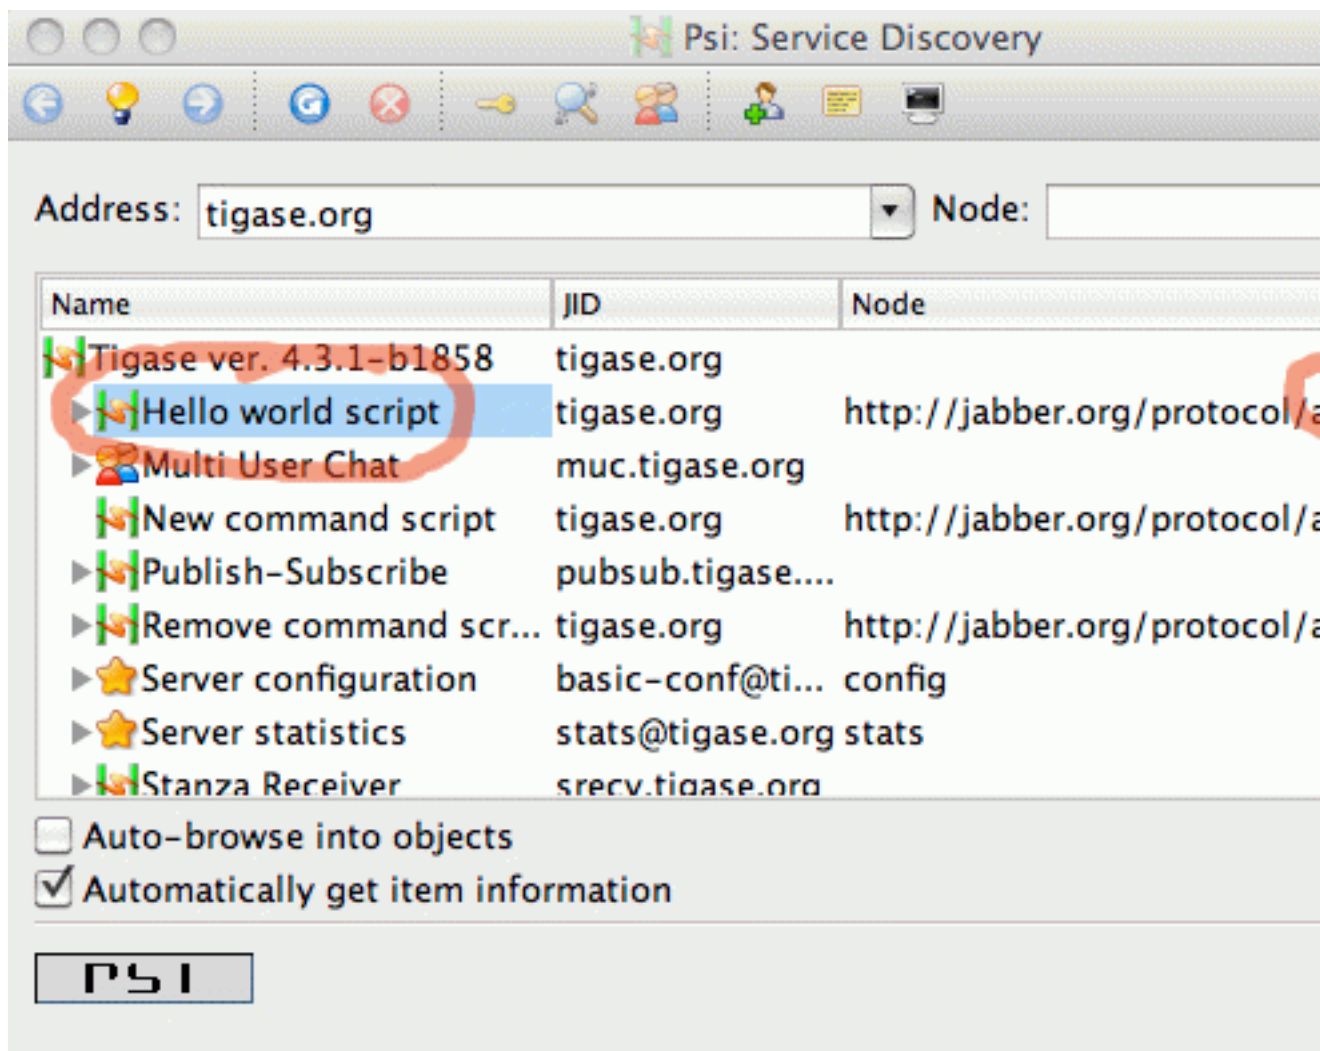 Psi: Service Discovery
Address: tigase.org Node:
Name JID Node
Tigase ver. 4.3.1-b1858 tigase.org
Hello world script tigase.org http://jabber.org/protocol/a
Multi User Chat muc.tigase.org
New command script tigase.org http://jabber.org/protocol/a
Publish-Subscribe pubsub.tigase....
Remove command scr... tigase.org http://jabber.org/protocol/a
Server configuration basic-conf@ti... config
Server statistics stats@tigase.org stats
Stanza Receiver srecv.tigase.org
Auto-browse into objects
Automatically get item information
PSI